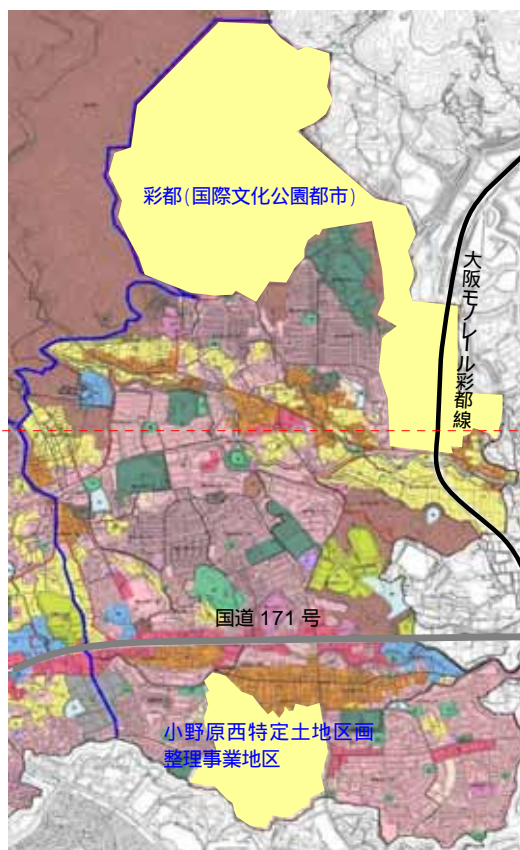 彩都(国際文化公園都市)
大阪モノレール彩都線
国道 171 号
小野原西特定土地区画
整理事業地区